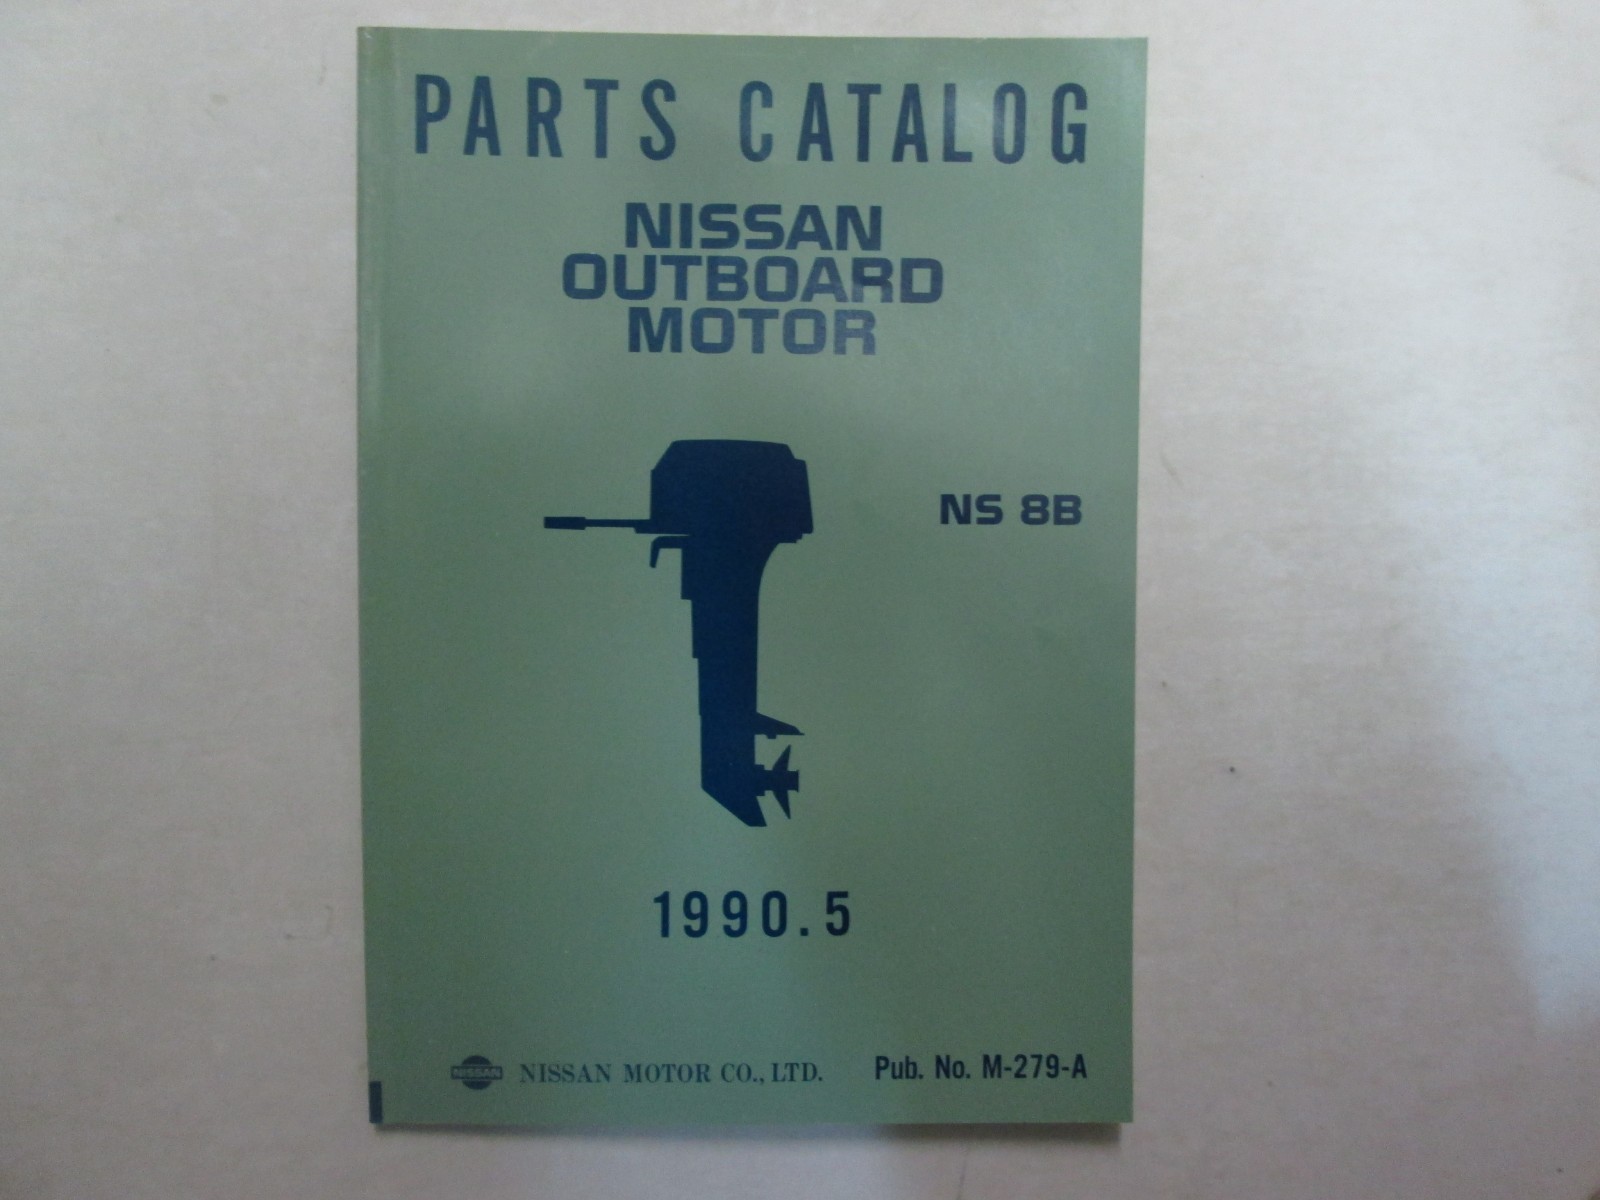 PARTS CATALOG
NISSAN
OUTBOARD
MOTOR
NS 8B
1990.5
NISSAN NISSAN MOTOR CO., LTD. Pub. No. M-279-A